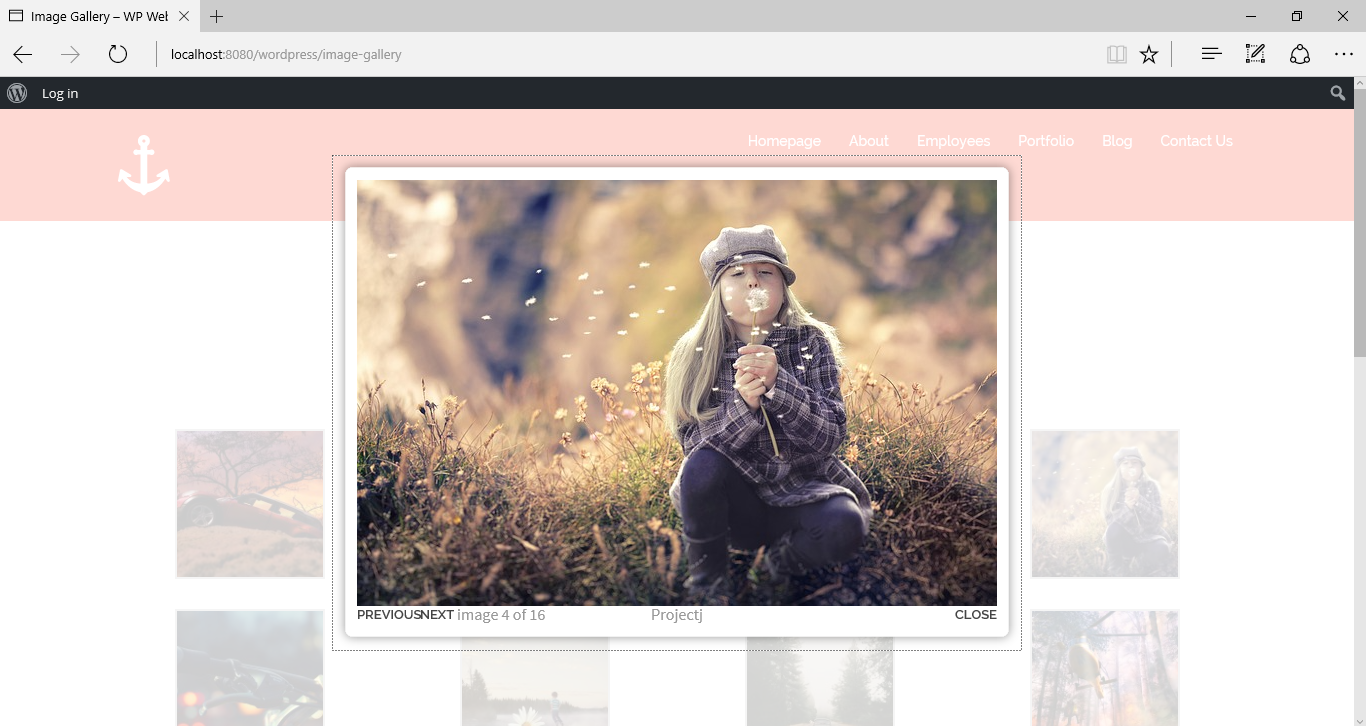 Image Gallery – WP Wel
localhost:8080/wordpress/image-gallery
Log in
Homepage About Employees Portfolio Blog Contact Us
PREVIOUSNEXT image 4 of 16 Projectj CLOSE